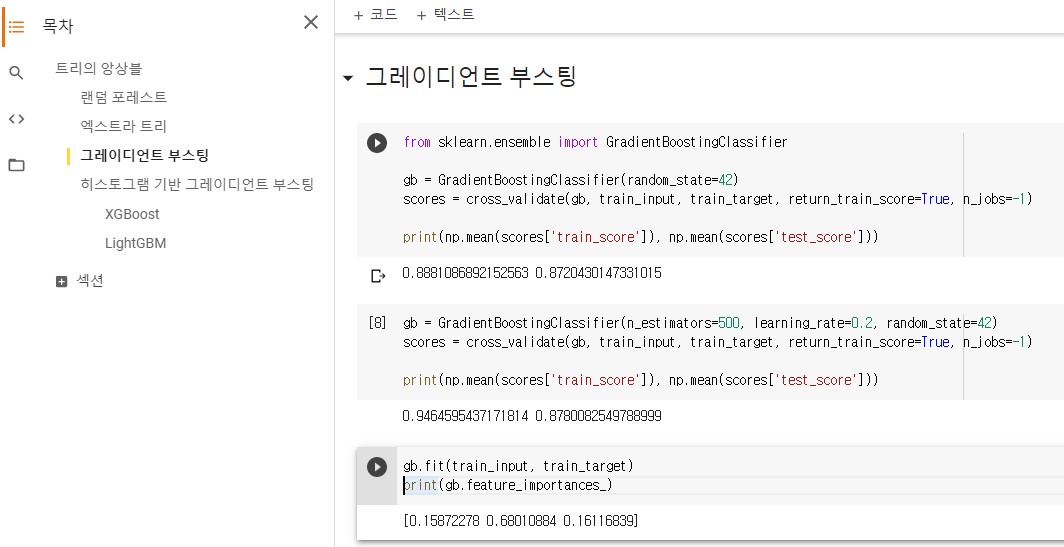 목차
트리의 앙상블
랜덤 포레스트
엑스트라 트리
그레이디언트 부스팅
히스토그램 기반 그레이디언트 부스팅
XGBoost
LightGBM
섹션
+ 코드 + 텍스트
그레이디언트 부스팅
from sklearn.ensemble import GradientBoostingClassifier
gb = GradientBoostingClassifier(random_state=42)
scores = cross_validate(gb, train_input, train_target, return_train_score=True, n_jobs=-1)
print(np.mean(scores['train_score']), np.mean(scores['test_score']))
0.8881086892152563 0.8720430147331015
[8] gb = GradientBoostingClassifier(n_estimators=500, learning_rate=0.2, random_state=42)
scores = cross_validate(gb, train_input, train_target, return_train_score=True, n_jobs=-1)
print(np.mean(scores['train_score']), np.mean(scores['test_score']))
0.9464595437171814 0.8780082549788999
gb.fit(train_input, train_target)
print(gb.feature_importances_)
[0.15872278 0.68010884 0.16116839]